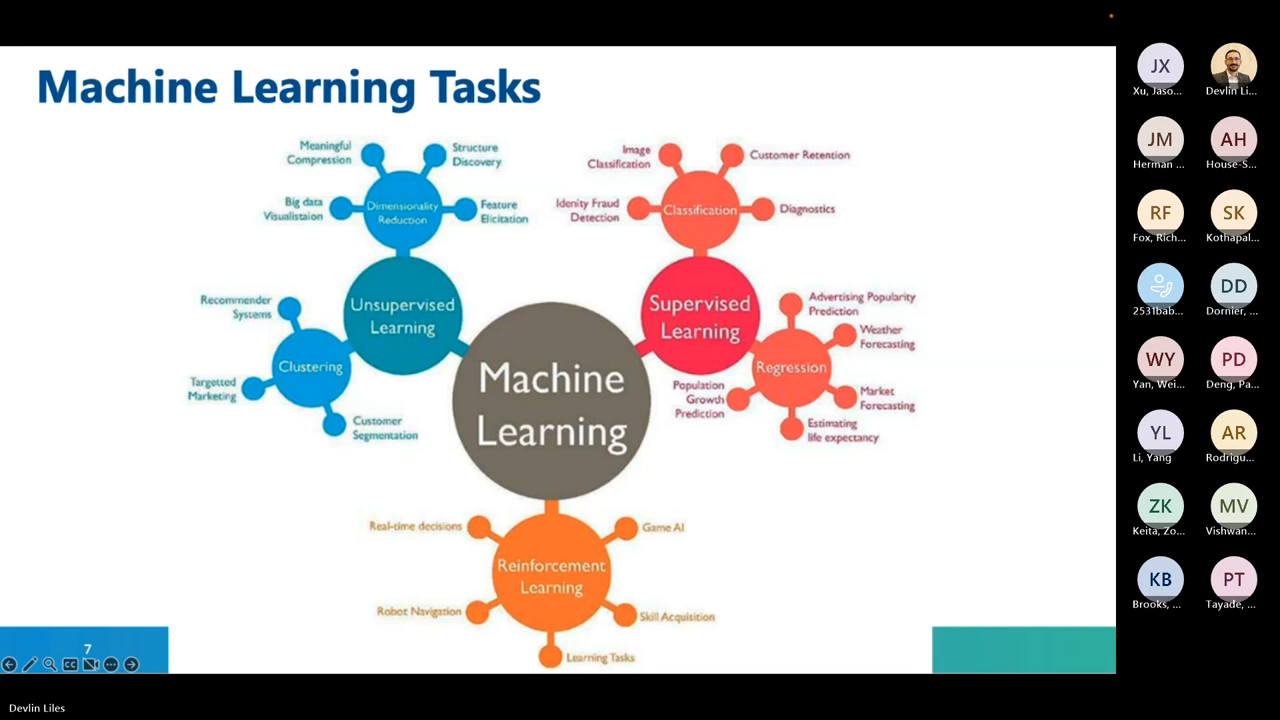 Machine Learning Tasks
Meaningful
Compression
Structure
Discovery
Big data
Visualistaion
Dimensionality
Reduction
Feature
Elicitation
Image
Classification
Customer Retention
Idenity Fraud
Detection
Classification
Diagnostics
Unsupervised
Learning
Supervised
Learning
Recommender
Systems
Clustering
Targetted
Marketing
Customer
Segmentation
Machine
Learning
Advertising Popularity
Prediction
Weather
Forecasting
Regression
Population
Growth
Prediction
Market
Forecasting
Estimating
life expectancy
Real-time decisions
Game AI
Reinforcement
Learning
Robot Navigation
Skill Acquisition
Learning Tasks
7
CC
Devlin Liles
JX
Xu, Jaso...
Devlin Li...
JM
Herman ...
AH
House-S...
RF
Fox, Rich...
SK
Kothapal...
2531bab...
DD
Dornier, ...
WY
Yan, Wei...
PD
Deng, Pa...
YL
Li, Yang
AR
Rodrigu...
ZK
Keita, Zo...
MV
Vishwan...
KB
Brooks, ...
PT
Tayade, ...